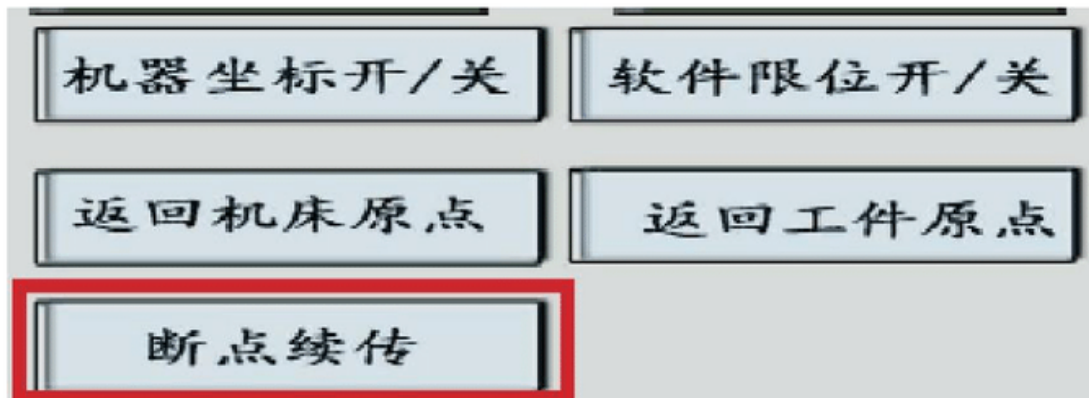 机器坐标开/关
软件限位开/关
返回机床原点
返回工件原点
断点续传